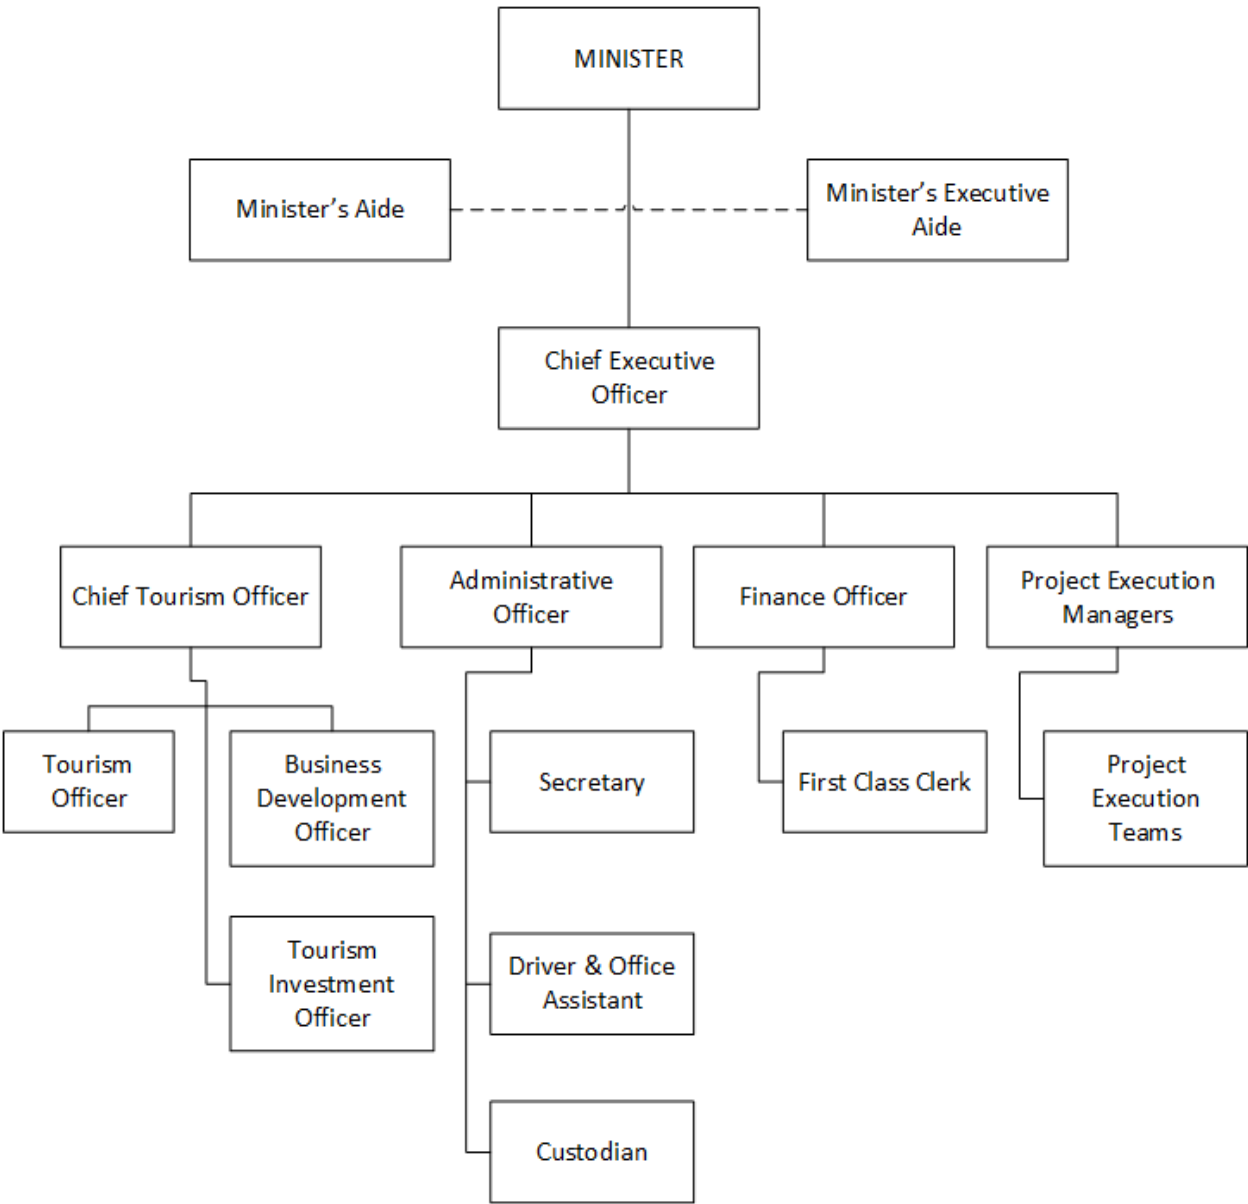 MINISTER
Minister’s Aide
Minister’s Executive
Aide
Chief Executive
Officer
Chief Tourism Officer
Administrative
Officer
Finance Officer
Project Execution
Managers
Tourism
Officer
Business
Development
Officer
Secretary
First Class Clerk
Project
Execution
Teams
Tourism
Investment
Officer
Driver & Office
Assistant
Custodian